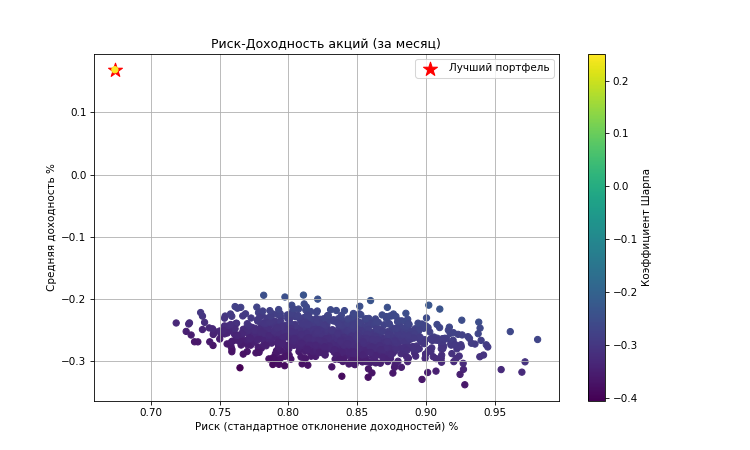 Риск-Доходность акций (за месяц)
Лучший портфель
Средняя доходность %
0.1
0.0
−0.1
−0.2
−0.3
0.70 0.75 0.80 0.85 0.90 0.95
Риск (стандартное отклонение доходностей) %
0.2
0.1
0.0
−0.1
−0.2
−0.3
−0.4
Коэффициент Шарпа